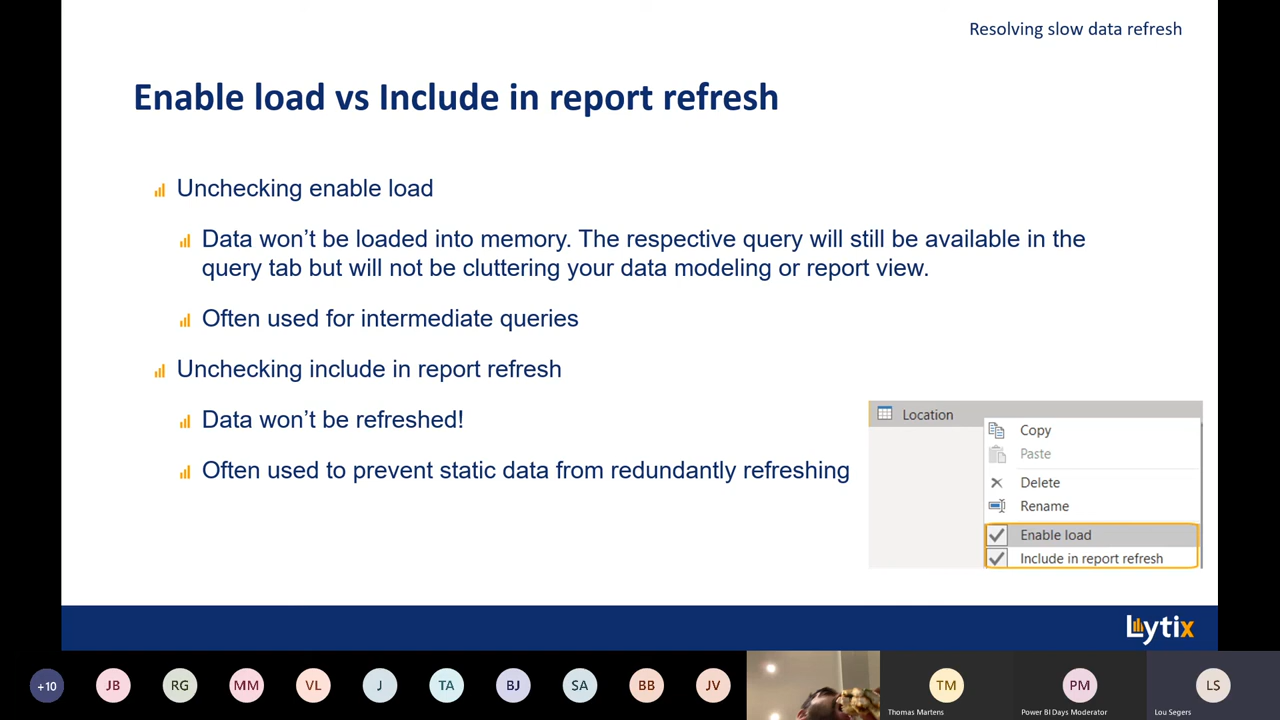 Resolving slow data refresh
Enable load vs Include in report refresh
Unchecking enable load
Data won't be loaded into memory. The respective query will still be available in the
query tab but will not be cluttering your data modeling or report view.
Often used for intermediate queries
Unchecking include in report refresh
Data won't be refreshed!
Often used to prevent static data from redundantly refreshing
Location
Copy
Paste
Delete
Rename
Enable load
Include in report refresh
Lytix
+10
JB
RG
MM
VL
J
TA
BJ
SA
BB
JV
TM
PM
LS
Thomas Martens
Power BI Days Moderator
Lou Segers